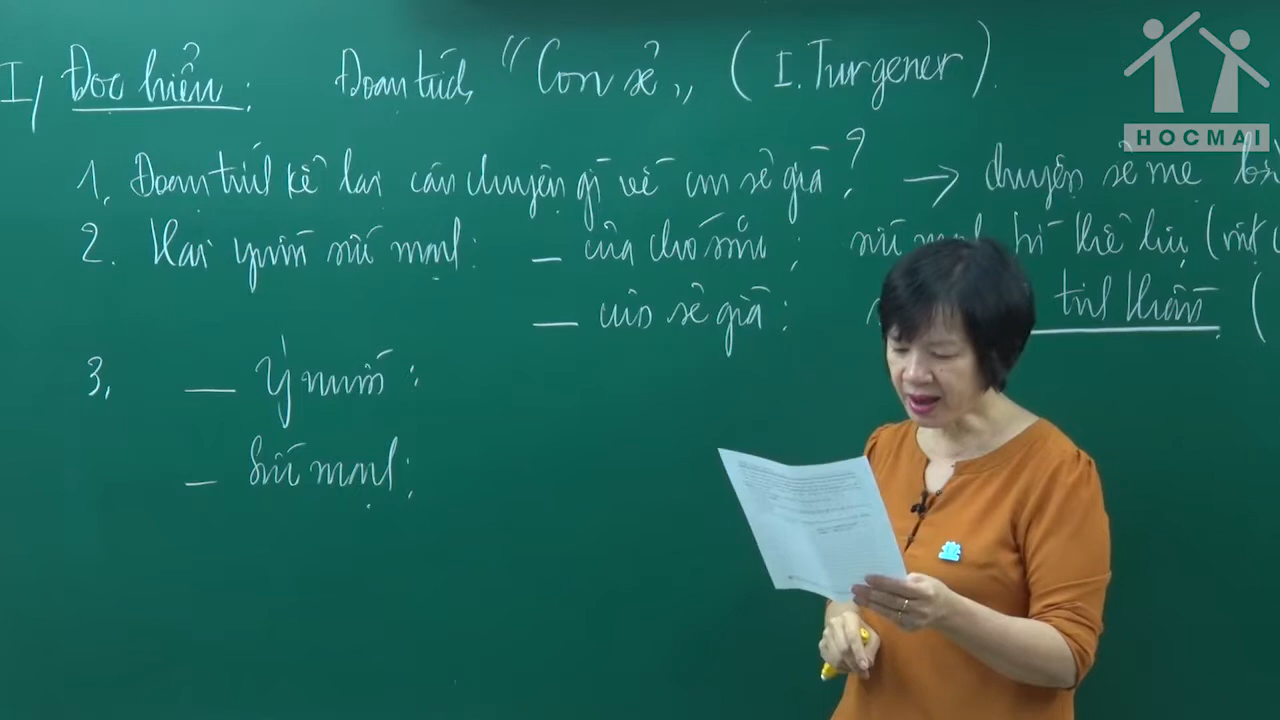 I, Đọc hiểu: Đoạn trích "Con sẻ" (I. Turgener).
HOCMAI
1. Đoạn trích kể lại câu chuyện gì về con sẻ già? → chuyện sẻ mẹ
2. Hai nguồn sức mạnh: – của chó săn: sức mạnh
– của sẻ già: tinh thần (
3. – Ý muốn:
– Sức mạnh: